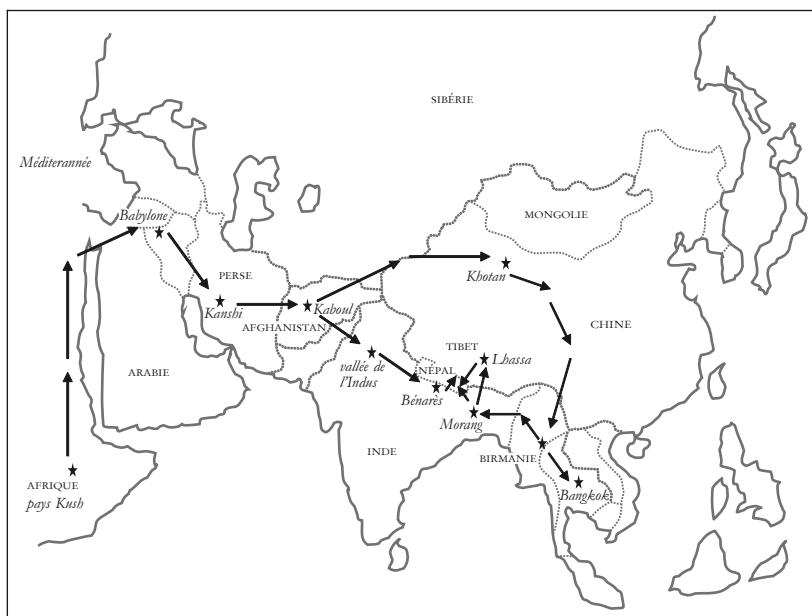 SIBÉRIE
Méditerannée
MONGOLIE
Babylone
Khotan
PERSE
Kanshi
Kaboul
AFGHANISTAN
CHINE
TIBET
Lhassa
vallée de
l'Indus
NÉPAL
ARABIE
Bénarès
Morang
INDE
BIRMANIE
AFRIQUE
pays Kush
Bangkok